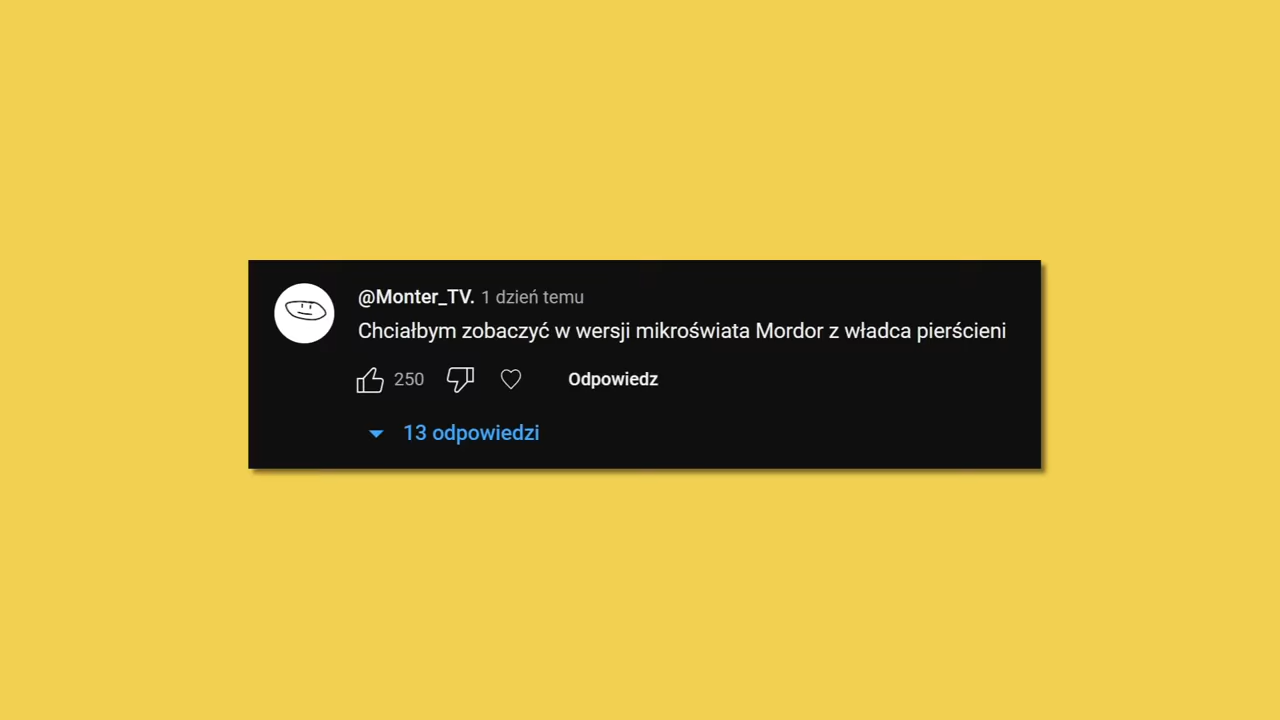 @Monter_TV. 1 dzień temu
Chciałbym zobaczyć w wersji mikroświata Mordor z władca pierścieni
250 Odpowiedz
13 odpowiedzi